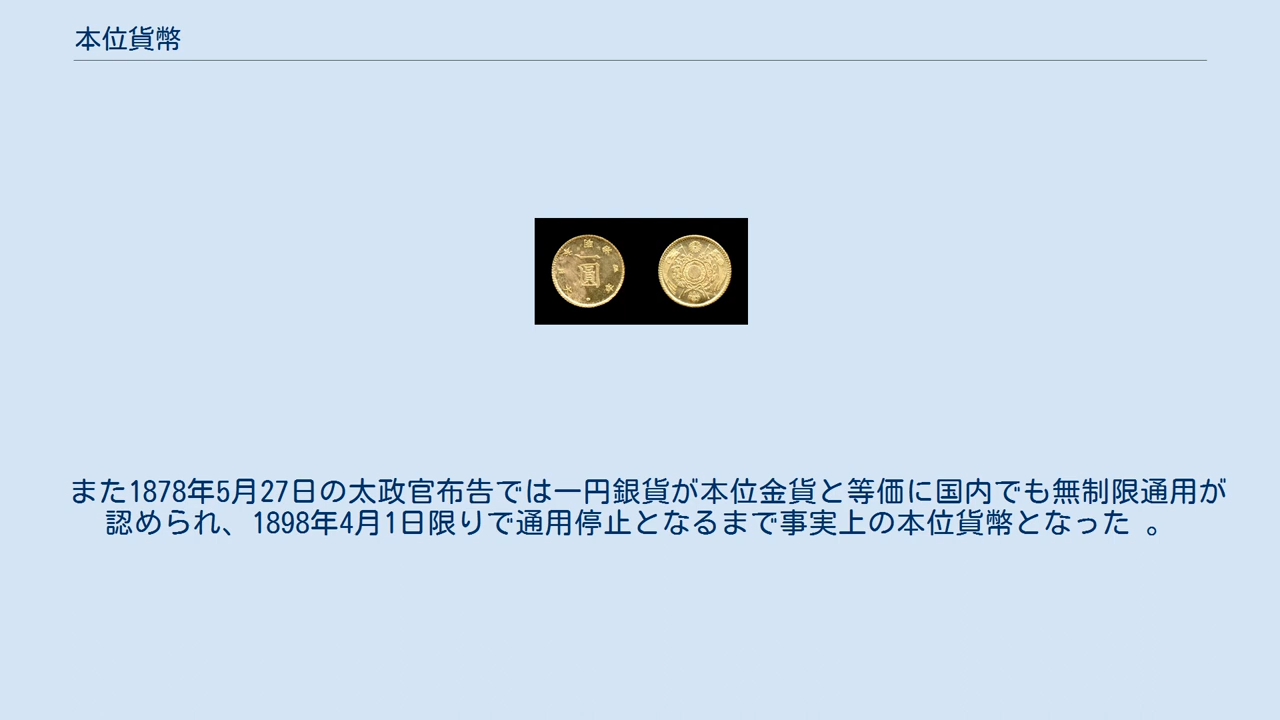 本位貨幣
一圓
また1878年5月27日の太政官布告では一円銀貨が本位金貨と等価に国内でも無制限通用が
認められ、1898年4月1日限りで通用停止となるまで事実上の本位貨幣となった 。